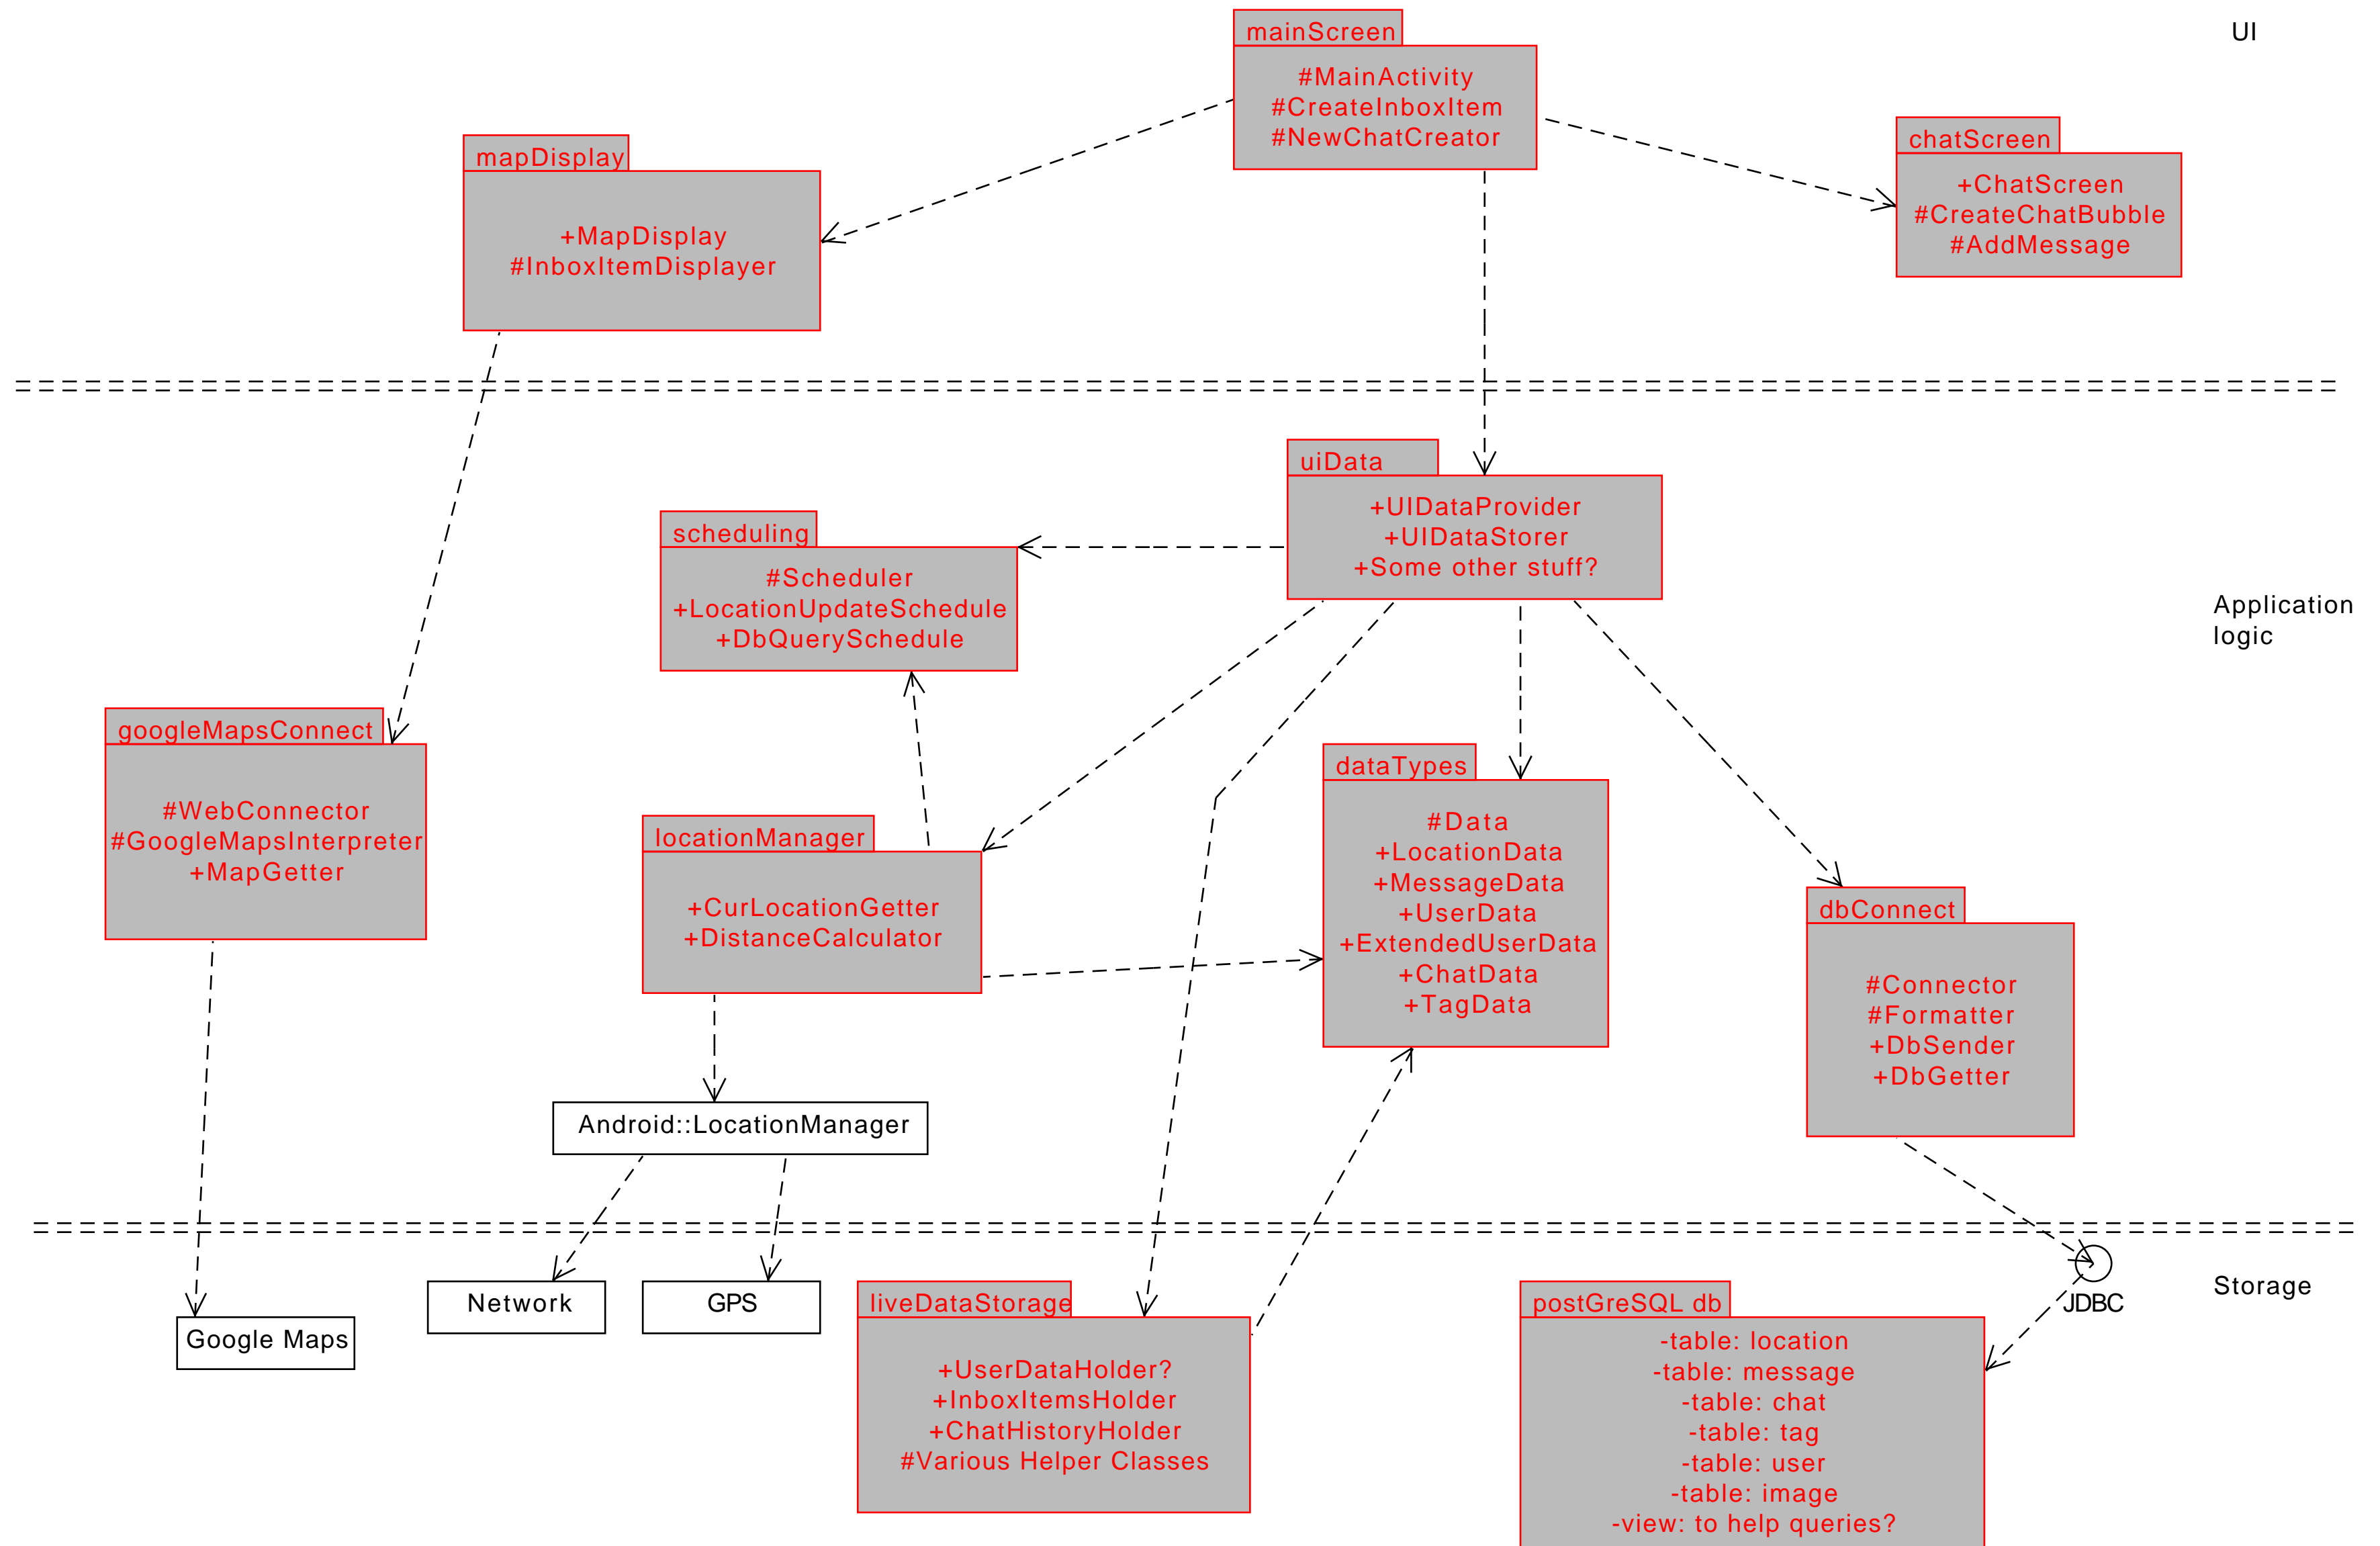 mainScreen
#MainActivity
#CreateInboxItem
#NewChatCreator
UI
mapDisplay
+MapDisplay
#InboxItemDisplayer
chatScreen
+ChatScreen
#CreateChatBubble
#AddMessage
uiData
+UIDataProvider
+UIDataStorer
+Some other stuff?
scheduling
#Scheduler
+LocationUpdateSchedule
+DbQuerySchedule
Application
logic
googleMapsConnect
#WebConnector
#GoogleMapsInterpreter
+MapGetter
locationManager
+CurLocationGetter
+DistanceCalculator
dataTypes
#Data
+LocationData
+MessageData
+UserData
+ExtendedUserData
+ChatData
+TagData
dbConnect
#Connector
#Formatter
+DbSender
+DbGetter
Android::LocationManager
Google Maps
Network
GPS
liveDataStorage
+UserDataHolder?
+InboxItemsHolder
+ChatHistoryHolder
#Various Helper Classes
postGreSQL db
-table: location
-table: message
-table: chat
-table: tag
-table: user
-table: image
-view: to help queries?
JDBC
Storage